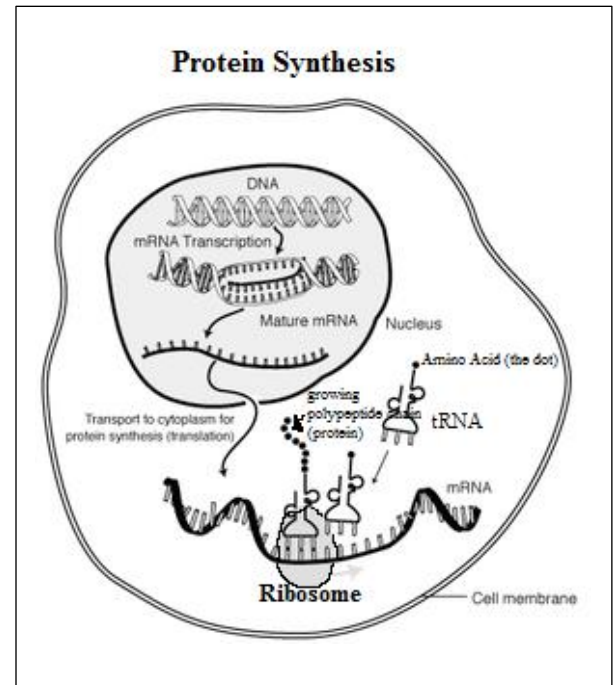 Protein Synthesis
DNA
mRNA Transcription
Mature mRNA
Nucleus
Amino Acid (the dot)
growing
polypeptide chain
(protein)
tRNA
Transport to cytoplasm for
protein synthesis (translation)
mRNA
Ribosome
Cell membrane